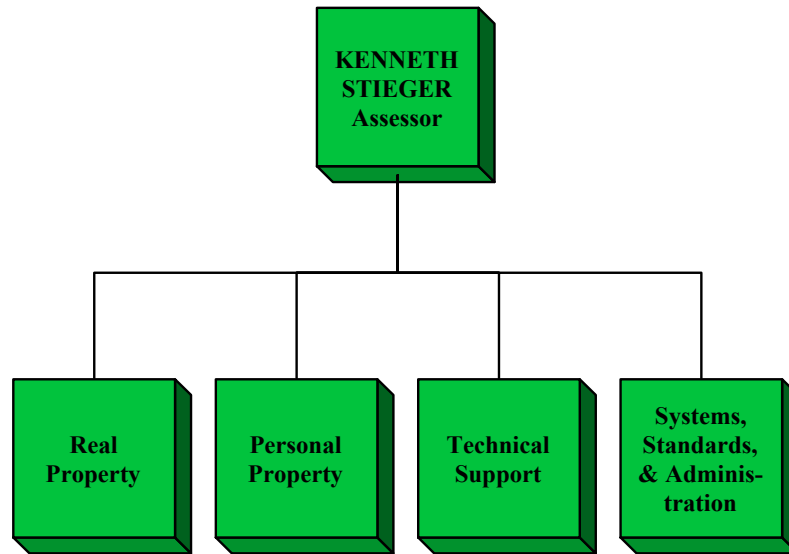 KENNETH
STIEGER
Assessor
Real
Property
Personal
Property
Technical
Support
Systems,
Standards,
& Adminis-
tration